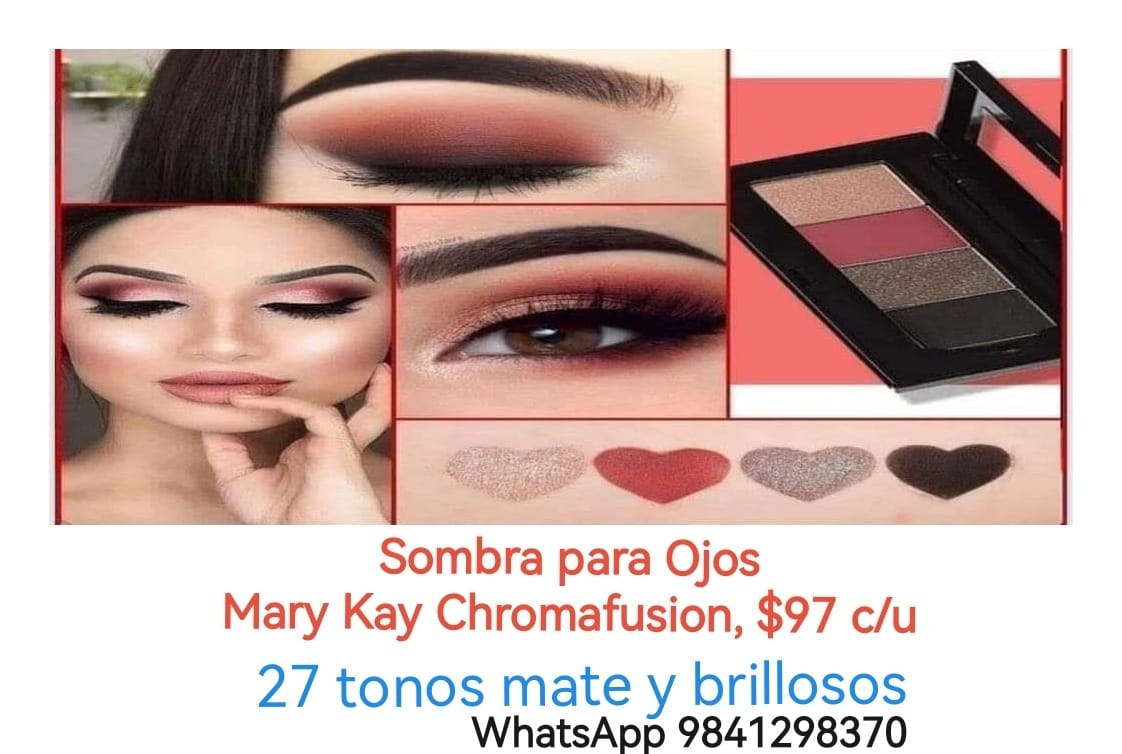 Sombra para Ojos
Mary Kay Chromafusion, $97 c/u
27 tonos mate y brillosos
WhatsApp 9841298370